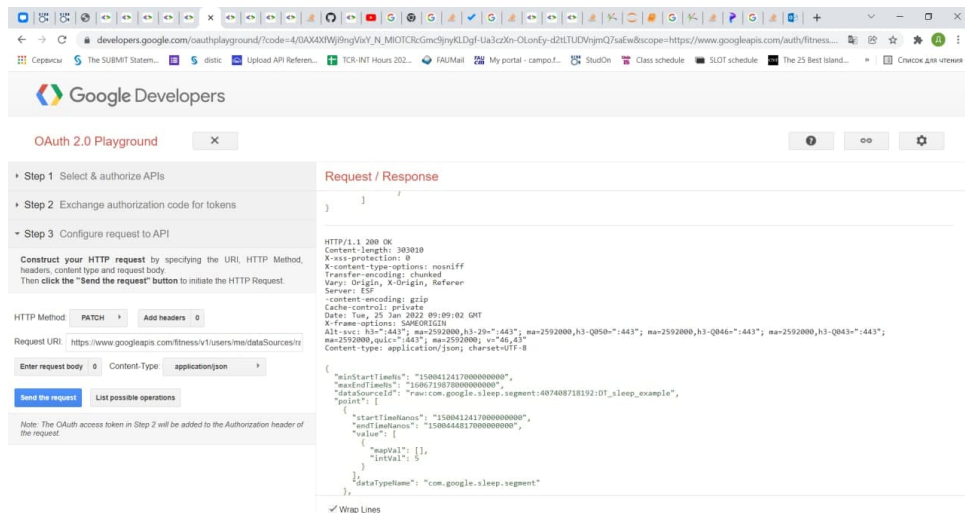 developers.google.com/oauthplayground/?code=4/0AX4XfWji9ngVixY_N_MIOTCRcGmc9jnyKLDgf-Ua3czXn-OLonEy-d2tLTUDVnjmQ7saEw&scope=https://www.googleapis.com/auth/fitness....
Сервисы
The SUBMIT Statem...
distic
Upload API Referen...
TCR-INT Hours 202...
FAUMail
My portal - campo.f...
StudOn
Class schedule
SLOT schedule
The 25 Best Island...
»
Список для чтения
Google Developers
OAuth 2.0 Playground
Step 1 Select & authorize APIs
Step 2 Exchange authorization code for tokens
Step 3 Configure request to API
Construct your HTTP request by specifying the URI, HTTP Method,
headers, content type and request body.
Then click the "Send the request" button to initiate the HTTP Request.
HTTP Method: PATCH Add headers 0
Request URI: https://www.googleapis.com/fitness/v1/users/me/dataSources/ra
Enter request body 0 Content-Type: application/json
Send the request List possible operations
Note: The OAuth access token in Step 2 will be added to the Authorization header of
the request.
Request / Response
}
]
}
HTTP/1.1 200 OK
Content-length: 303010
X-xss-protection: 0
X-content-type-options: nosniff
Transfer-encoding: chunked
Vary: Origin, X-Origin, Referer
Server: ESF
-content-encoding: gzip
Cache-control: private
Date: Tue, 25 Jan 2022 09:09:02 GMT
X-frame-options: SAMEORIGIN
Alt-svc: h3=":443"; ma=2592000,h3-29=":443"; ma=2592000,h3-Q050=":443"; ma=2592000,h3-Q046=":443"; ma=2592000,h3-Q043=":443";
ma=2592000,quic=":443"; ma=2592000; v="46,43"
Content-type: application/json; charset=UTF-8
{
"minStartTimeNs": "1500412417000000000",
"maxEndTimeNs": "1606719878000000000",
"dataSourceId": "raw:com.google.sleep.segment:407408718192:DT_sleep_example",
"point": [
{
"startTimeNanos": "1500412417000000000",
"endTimeNanos": "1500444817000000000",
"value": [
{
"mapVal": [],
"intVal": 5
}
],
"dataTypeName": "com.google.sleep.segment"
},
Wrap Lines